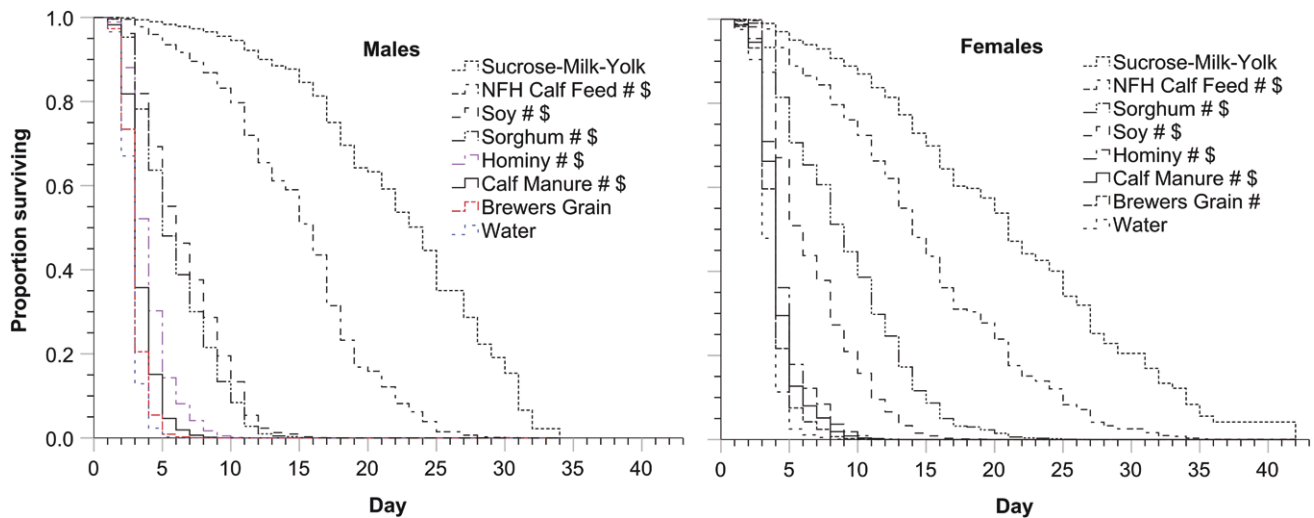 Males
Proportion surviving
1.0
0.8
0.6
0.4
0.2
0.0
Sucrose-Milk-Yolk
NFH Calf Feed # $
Soy # $
Sorghum # $
Hominy # $
Calf Manure # $
Brewers Grain
Water
0 5 10 15 20 25 30 35 40
Day
Females
Sucrose-Milk-Yolk
NFH Calf Feed # $
Sorghum # $
Soy # $
Hominy # $
Calf Manure # $
Brewers Grain #
Water
0 5 10 15 20 25 30 35 40
Day